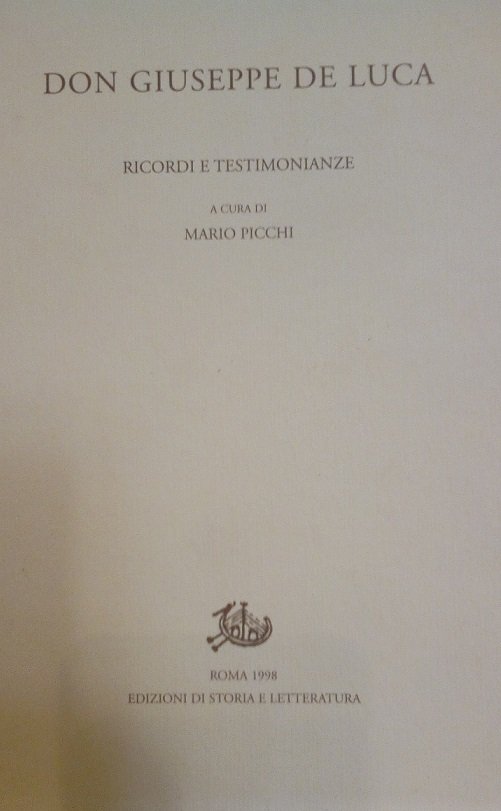 DON GIUSEPPE DE LUCA
RICORDI E TESTIMONIANZE
A CURA DI
MARIO PICCHI
ROMA 1998
EDIZIONI DI STORIA E LETTERATURA